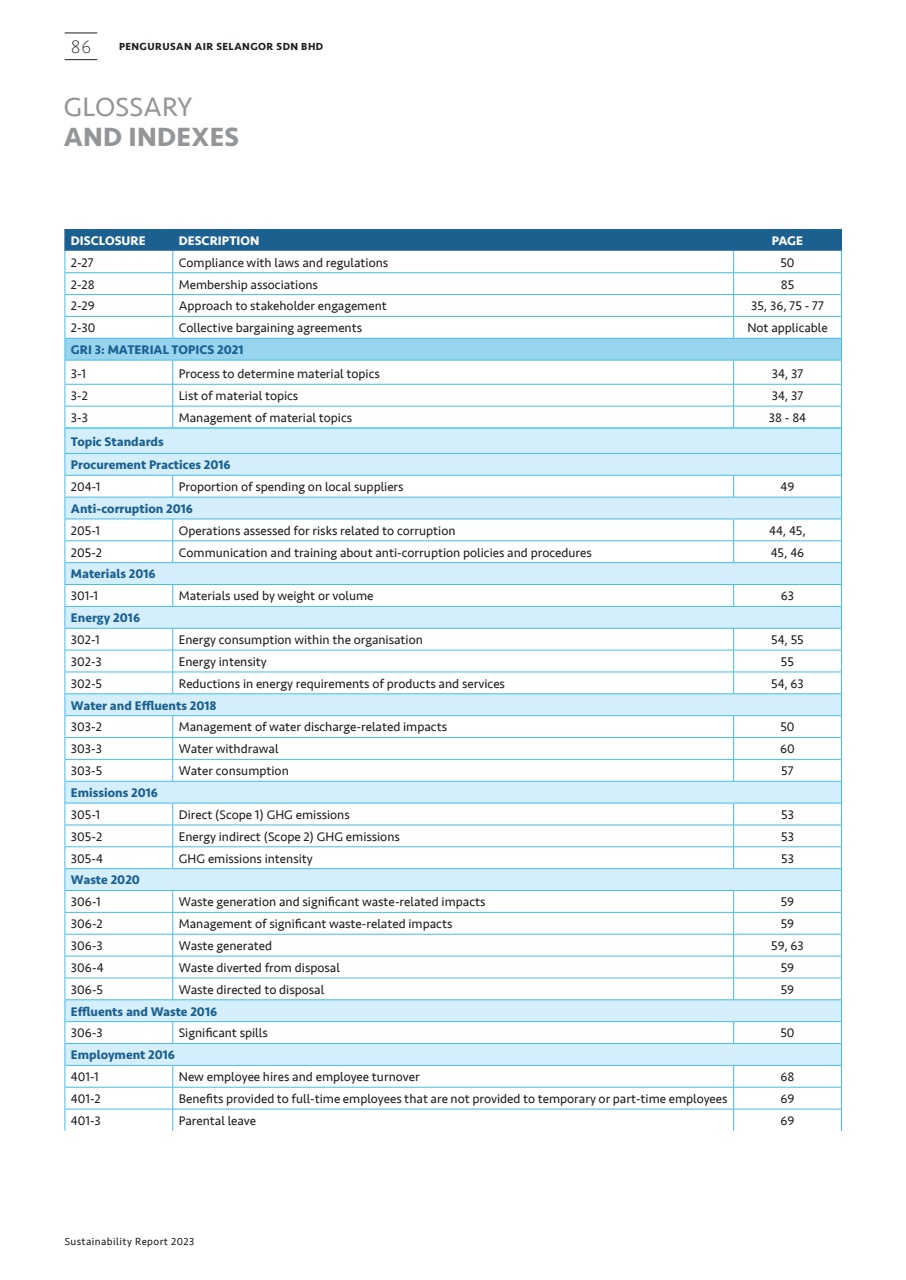 86
PENGURUSAN AIR SELANGOR SDN BHD
GLOSSARY
AND INDEXES
DISCLOSURE DESCRIPTION PAGE
2-27 Compliance with laws and regulations 50
2-28 Membership associations 85
2-29 Approach to stakeholder engagement 35, 36, 75 - 77
2-30 Collective bargaining agreements Not applicable
GRI 3: MATERIAL TOPICS 2021
3-1 Process to determine material topics 34, 37
3-2 List of material topics 34, 37
3-3 Management of material topics 38 - 84
Topic Standards
Procurement Practices 2016
204-1 Proportion of spending on local suppliers 49
Anti-corruption 2016
205-1 Operations assessed for risks related to corruption 44, 45,
205-2 Communication and training about anti-corruption policies and procedures 45, 46
Materials 2016
301-1 Materials used by weight or volume 63
Energy 2016
302-1 Energy consumption within the organisation 54, 55
302-3 Energy intensity 55
302-5 Reductions in energy requirements of products and services 54, 63
Water and Effluents 2018
303-2 Management of water discharge-related impacts 50
303-3 Water withdrawal 60
303-5 Water consumption 57
Emissions 2016
305-1 Direct (Scope 1) GHG emissions 53
305-2 Energy indirect (Scope 2) GHG emissions 53
305-4 GHG emissions intensity 53
Waste 2020
306-1 Waste generation and significant waste-related impacts 59
306-2 Management of significant waste-related impacts 59
306-3 Waste generated 59, 63
306-4 Waste diverted from disposal 59
306-5 Waste directed to disposal 59
Effluents and Waste 2016
306-3 Significant spills 50
Employment 2016
401-1 New employee hires and employee turnover 68
401-2 Benefits provided to full-time employees that are not provided to temporary or part-time employees 69
401-3 Parental leave 69
Sustainability Report 2023